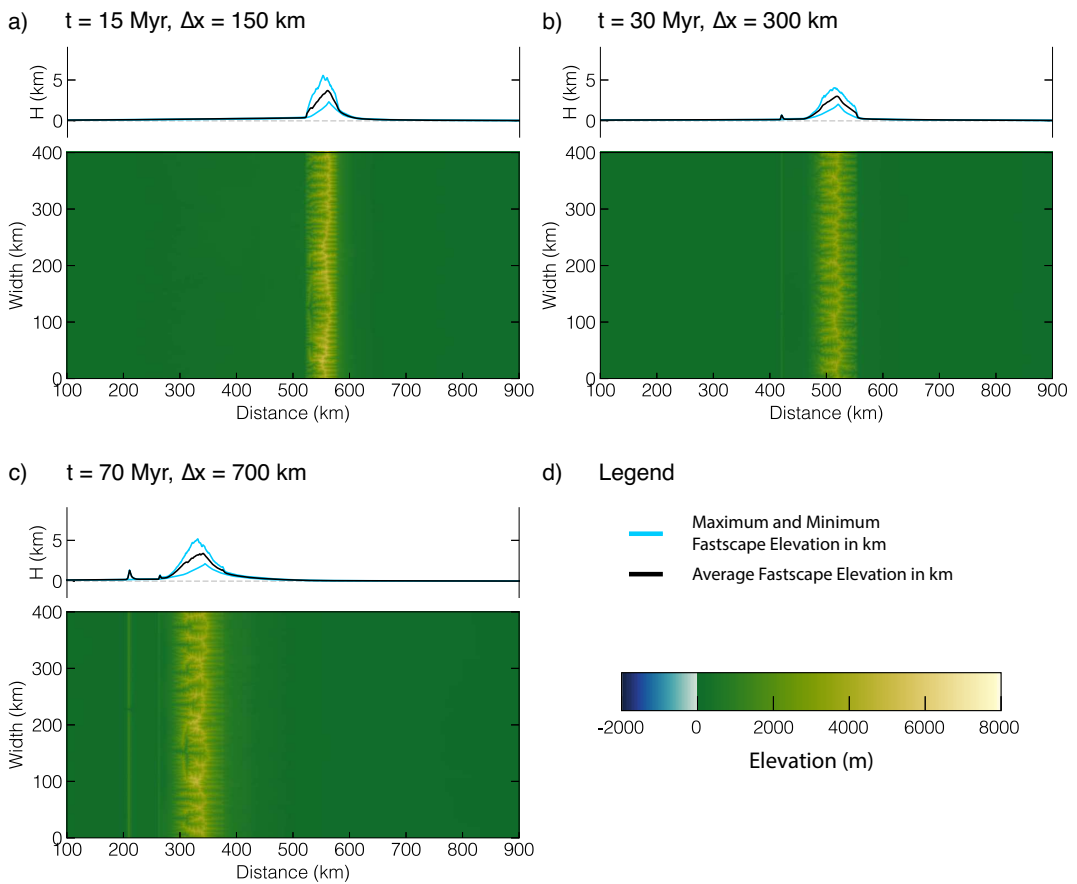 a) t = 15 Myr, Δx = 150 km
H (km)
5
0
Width (km)
400
300
200
100
0
100 200 300 400 500 600 700 800 900
Distance (km)
b) t = 30 Myr, Δx = 300 km
H (km)
5
0
Width (km)
400
300
200
100
0
100 200 300 400 500 600 700 800 900
Distance (km)
c) t = 70 Myr, Δx = 700 km
H (km)
5
0
Width (km)
400
300
200
100
0
100 200 300 400 500 600 700 800 900
Distance (km)
d) Legend
Maximum and Minimum
Fastscape Elevation in km
Average Fastscape Elevation in km
-2000 0 2000 4000 6000 8000
Elevation (m)